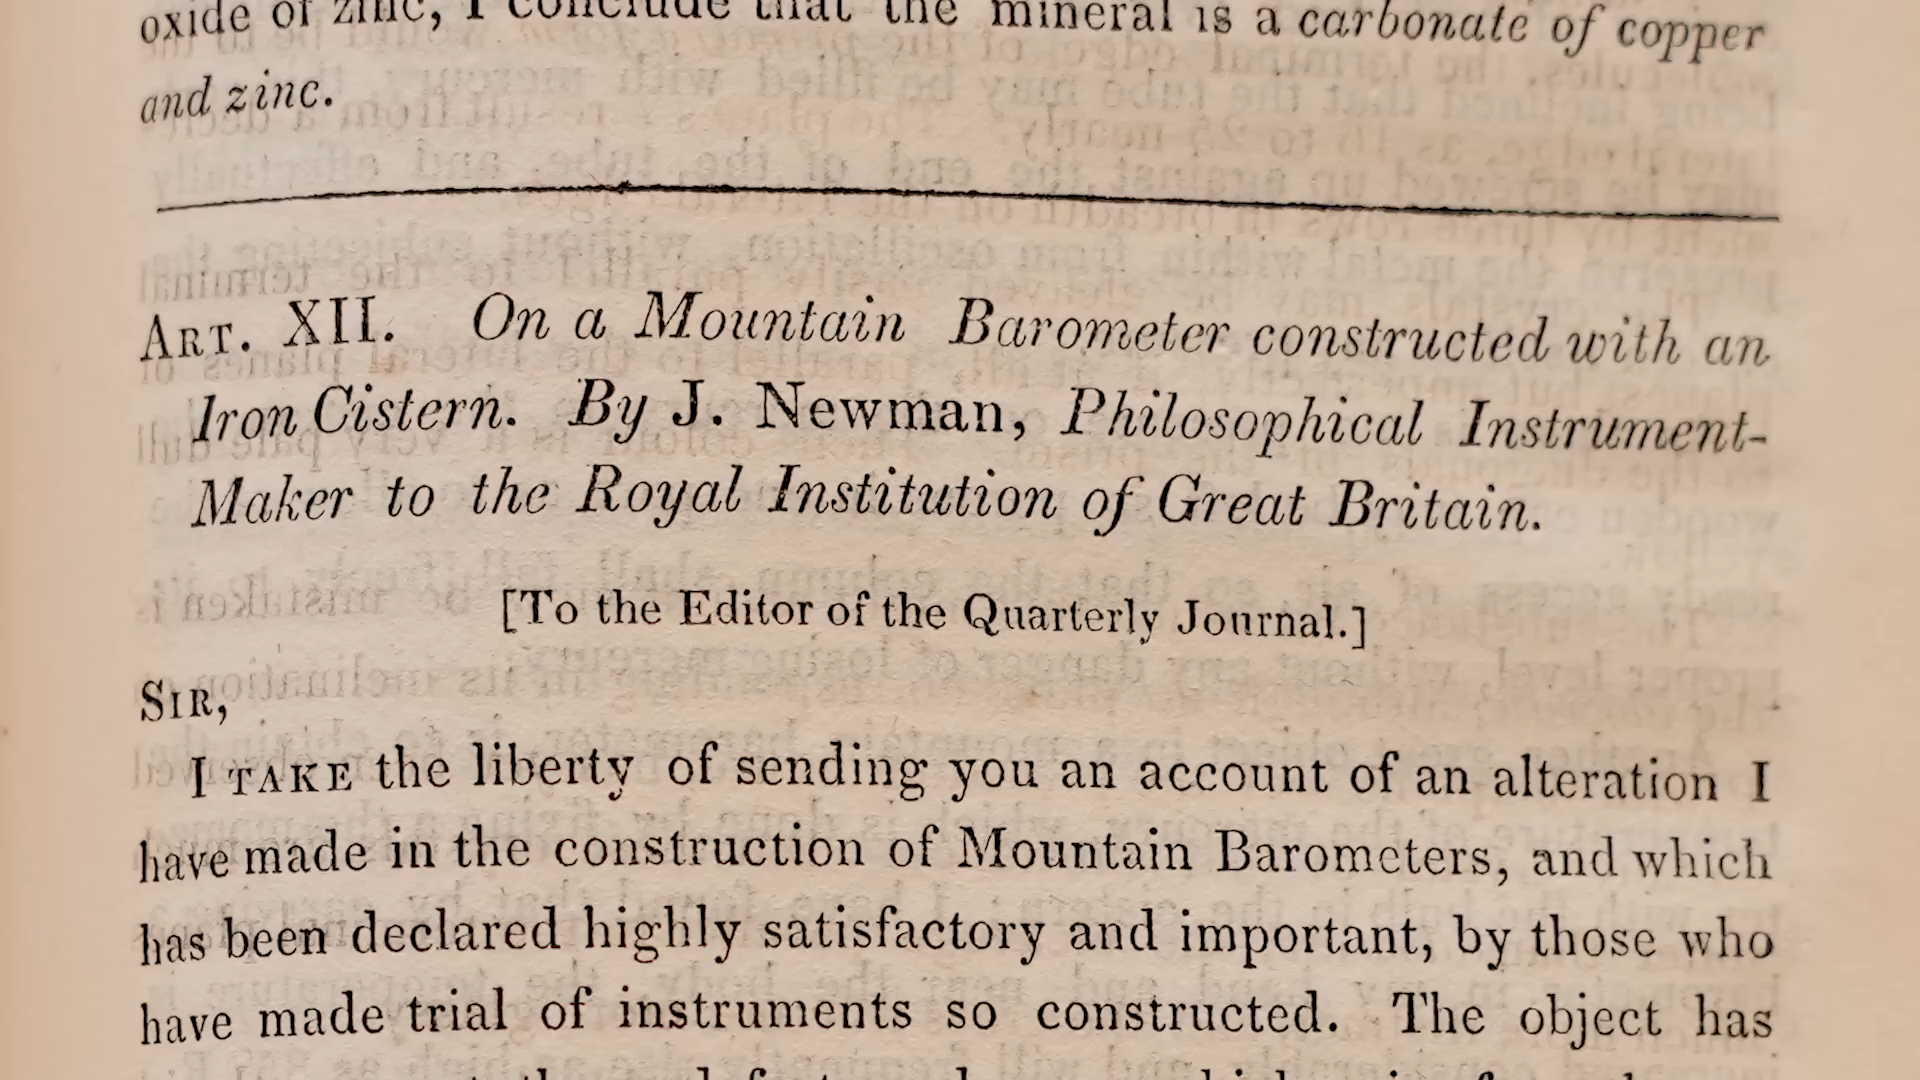 oxide of zinc, I conclude that the mineral is a carbonate of copper
and zinc.
ART. XII. On a Mountain Barometer constructed with an
Iron Cistern. By J. Newman, Philosophical Instrument-
Maker to the Royal Institution of Great Britain.
[To the Editor of the Quarterly Journal.]
SIR,
I TAKE the liberty of sending you an account of an alteration I
have made in the construction of Mountain Barometers, and which
has been declared highly satisfactory and important, by those who
have made trial of instruments so constructed. The object has